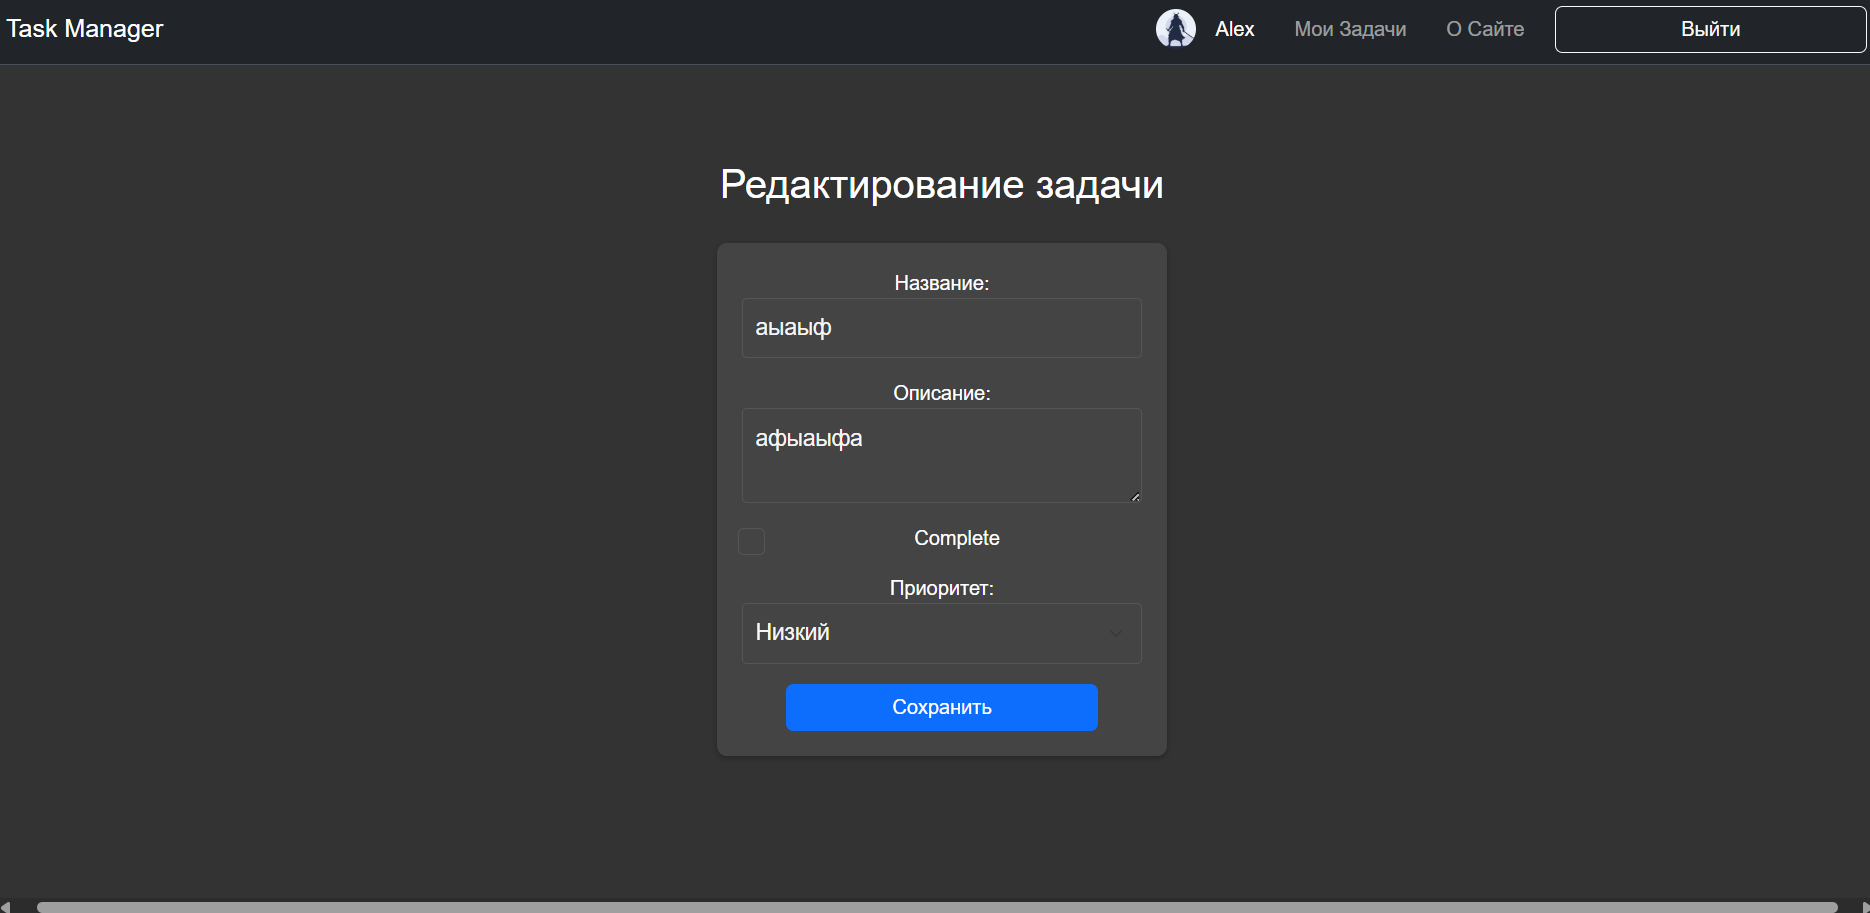 Task Manager
Alex
Мои Задачи
О Сайте
Выйти
Редактирование задачи
Название:
аыаыф
Описание:
афыаыфа
Complete
Приоритет:
Низкий
Сохранить